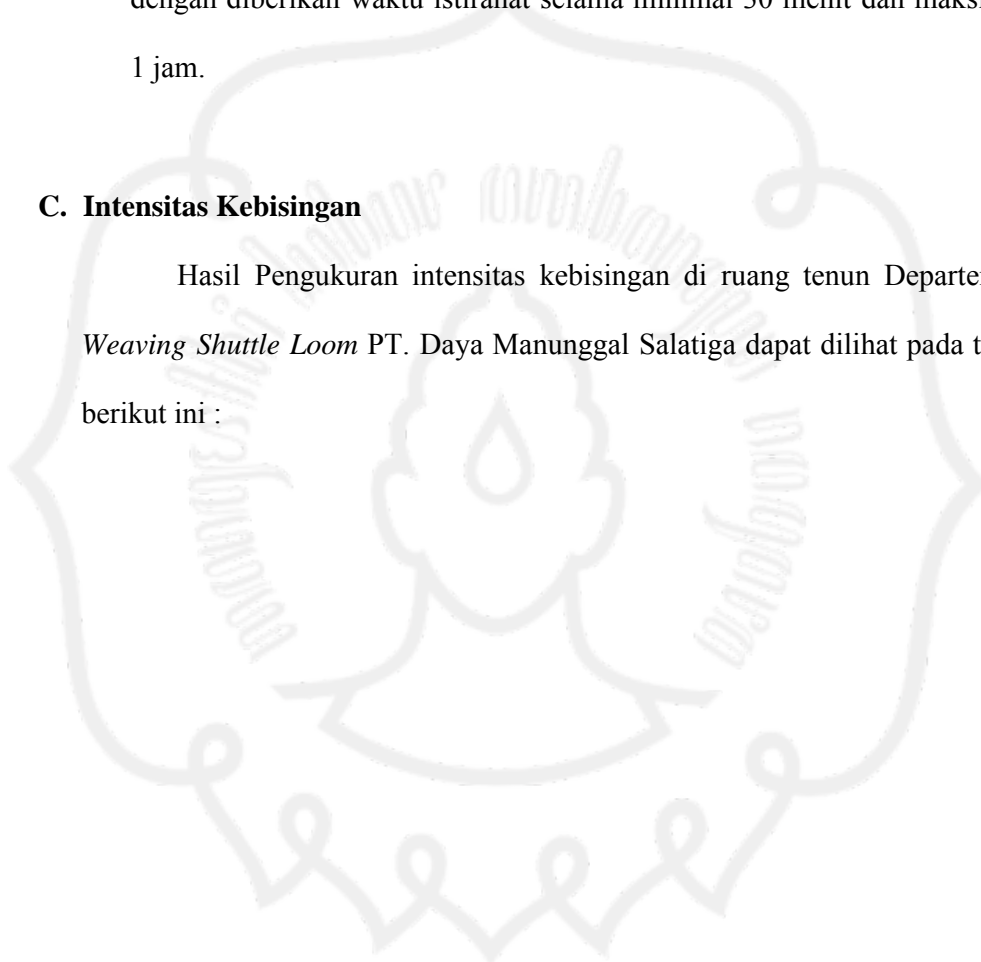 dengan diberikan waktu istirahat selama minimal 30 menit dan maksi
1 jam.
C. Intensitas Kebisingan
Hasil Pengukuran intensitas kebisingan di ruang tenun Departe
Weaving Shuttle Loom PT. Daya Manunggal Salatiga dapat dilihat pada t
berikut ini :